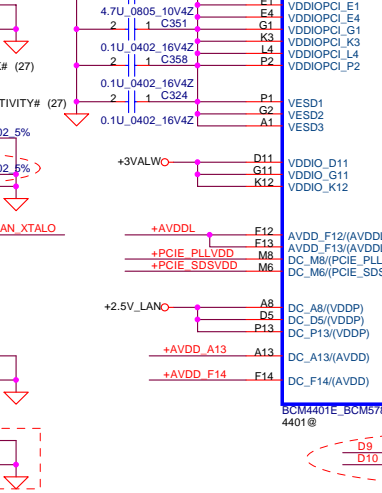 E1 VDDIOPCI_E1
4.7U_0805_10V4Z
E4 VDDIOPCI_E4
2 1 C351
G1 VDDIOPCI_G1
K3 VDDIOPCI_K3
0.1U_0402_16V4Z
L4 VDDIOPCI_L4
2 1 C358
P2 VDDIOPCI_P2
K# (27)
0.1U_0402_16V4Z
2 1 C324
P1 VESD1
TIVITY# (27)
G2 VESD2
0.1U_0402_16V4Z
A1 VESD3
02_5%
+3VALW
D11 VDDIO_D11
02_5%
G11 VDDIO_G11
K12 VDDIO_K12
AN_XTALO
+AVDDL
F12 AVDD_F12/(AVDDL
F13 AVDD_F13/(AVDDL
+PCIE_PLLVDD M8 DC_M8/(PCIE_PLL
+PCIE_SDSVDD M6 DC_M6/(PCIE_SDS
+2.5V_LAN
A8 DC_A8/(VDDP)
D5 DC_D5/(VDDP)
P13 DC_P13/(VDDP)
+AVDD_A13 A13 DC_A13/(AVDD)
+AVDD_F14 F14 DC_F14/(AVDD)
BCM4401E_BCM578
4401@
D9
D10